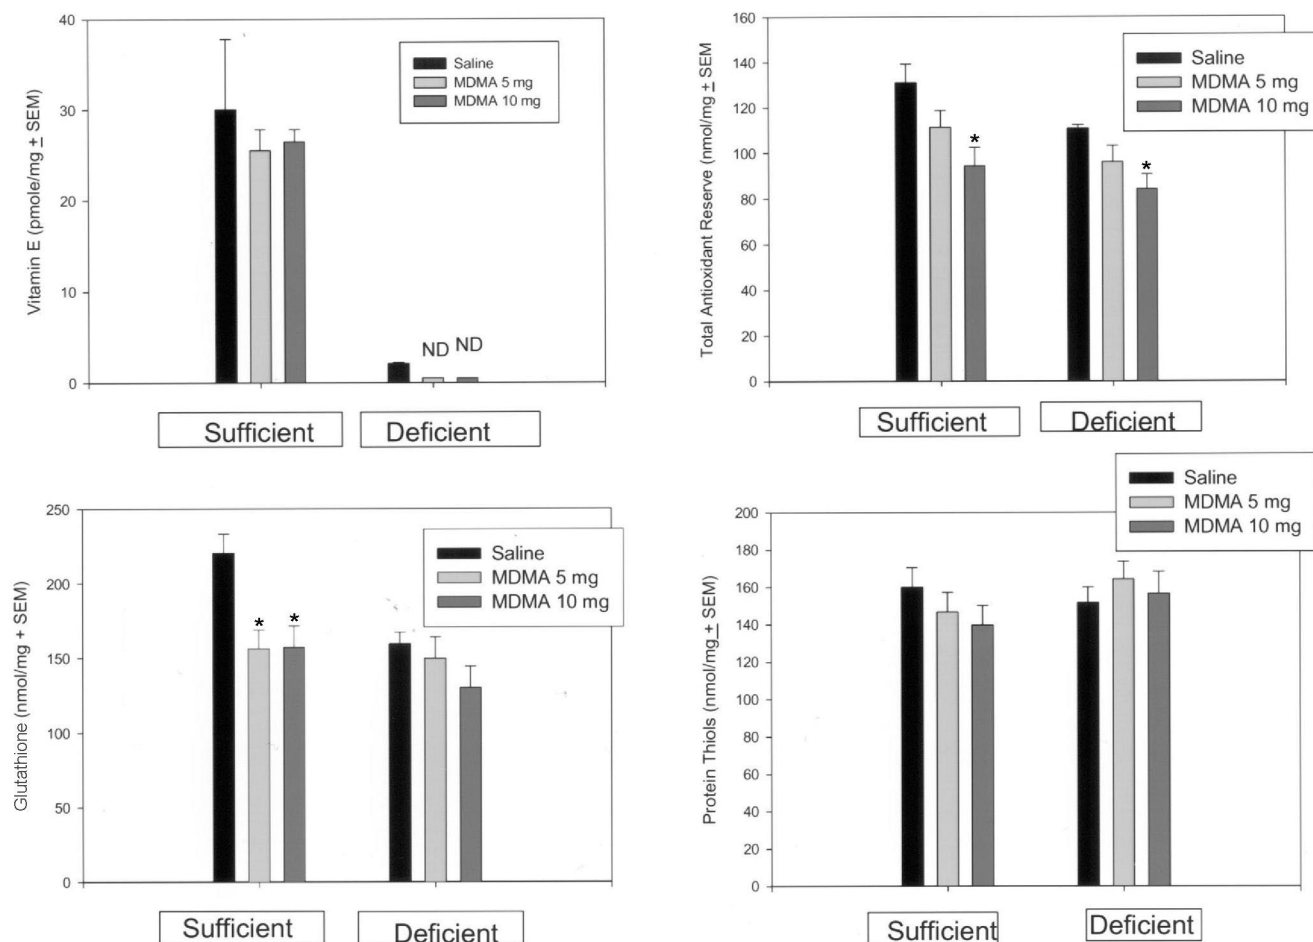 Vitamin E (pmole/mg ± SEM)
40
30
20
10
0
Saline
MDMA 5 mg
MDMA 10 mg
ND
ND
Sufficient
Deficient
Total Antioxidant Reserve (nmol/mg ± SEM
160
140
120
100
80
60
40
20
0
Saline
MDMA 5 mg
MDMA 10 mg
*
*
Sufficient
Deficient
Glutathione (nmol/mg + SEM)
250
200
150
100
50
0
Saline
MDMA 5 mg
MDMA 10 mg
*
*
Sufficient
Deficient
Protein Thiols (nmol/mg ± SEM)
200
180
160
140
120
100
80
60
40
20
0
Saline
MDMA 5 mg
MDMA 10 mg
Sufficient
Deficient